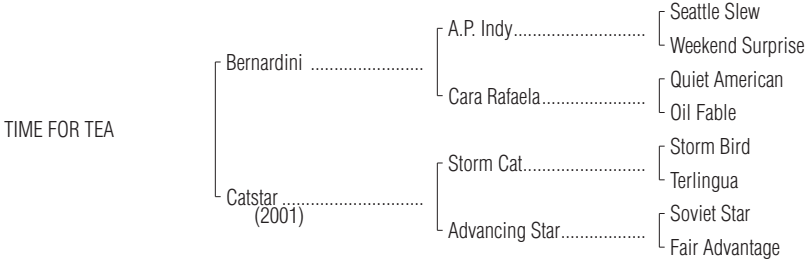 Seattle Slew
A.P. Indy..............................
Weekend Surprise
Bernardini ..........................
Quiet American
Cara Rafaela........................
Oil Fable
TIME FOR TEA
Storm Bird
Storm Cat............................
Terlingua
Catstar ................................
(2001)
Soviet Star
Advancing Star....................
Fair Advantage